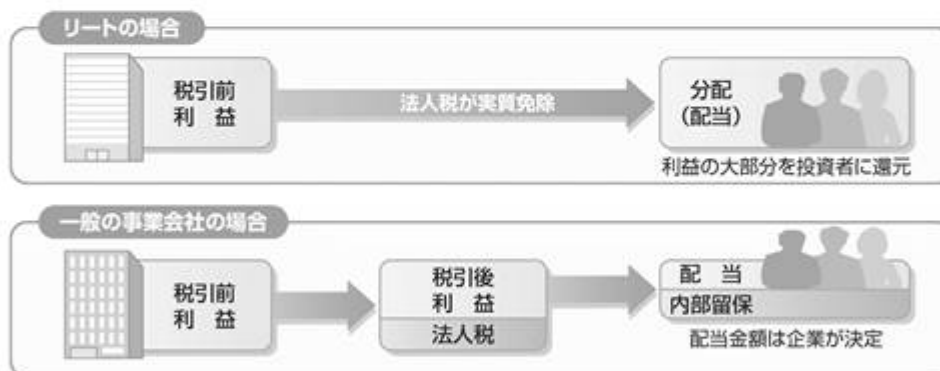 リートの場合
税引前
利 益
法人税が実質免除
分配
(配当)
利益の大部分を投資者に還元
一般の事業会社の場合
税引前
利 益
税引後
利 益
法人税
配 当
内部留保
配当金額は企業が決定